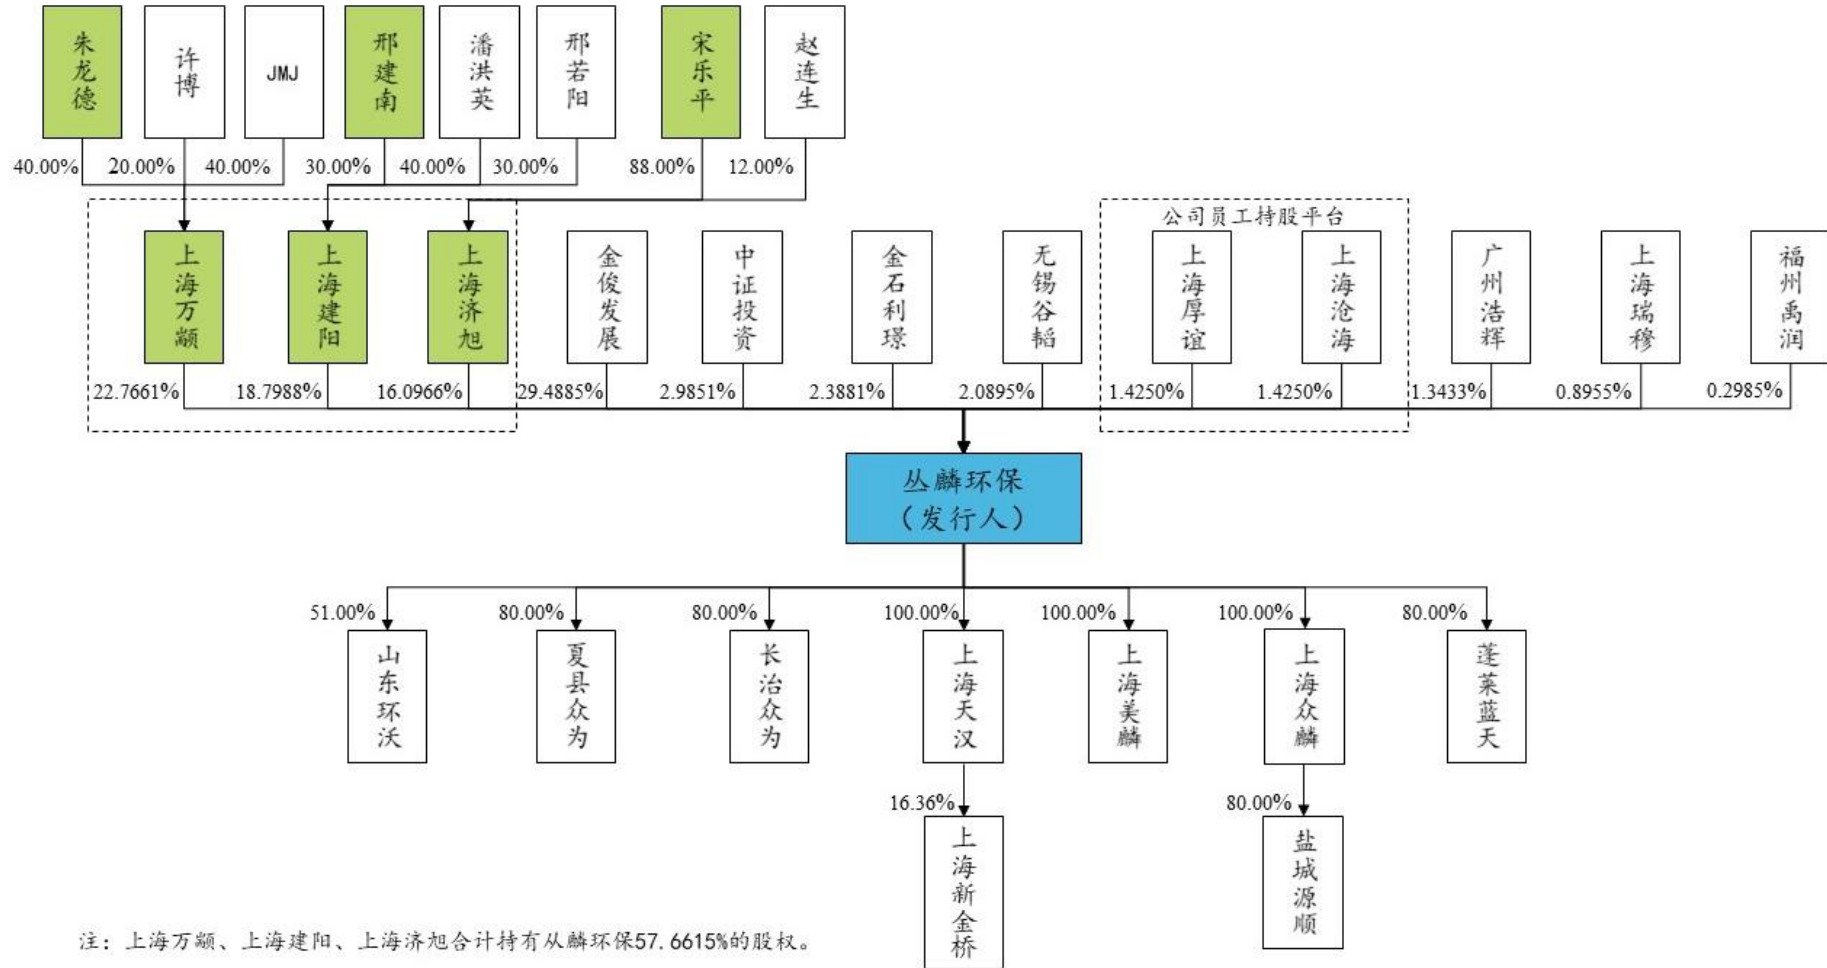 朱龙德
许博
JMJ
邢建南
潘洪英
邢若阳
宋乐平
赵连生
40.00%
20.00%
40.00%
30.00%
40.00%
30.00%
88.00%
12.00%
公司员工持股平台
上海万颛
上海建阳
上海济旭
金俊发展
中证投资
金石利璟
无锡谷韬
上海厚谊
上海沧海
广州浩辉
上海瑞穆
福州禹润
22.7661%
18.7988%
16.0966%
29.4885%
2.9851%
2.3881%
2.0895%
1.4250%
1.4250%
1.3433%
0.8955%
0.2985%
丛麟环保
（发行人）
51.00%
80.00%
80.00%
100.00%
100.00%
100.00%
80.00%
山东环沃
夏县众为
长治众为
上海天汉
上海美麟
上海众麟
蓬莱蓝天
16.36%
80.00%
上海新金桥
盐城源顺
注：上海万颛、上海建阳、上海济旭合计持有从麟环保57.6615%的股权。